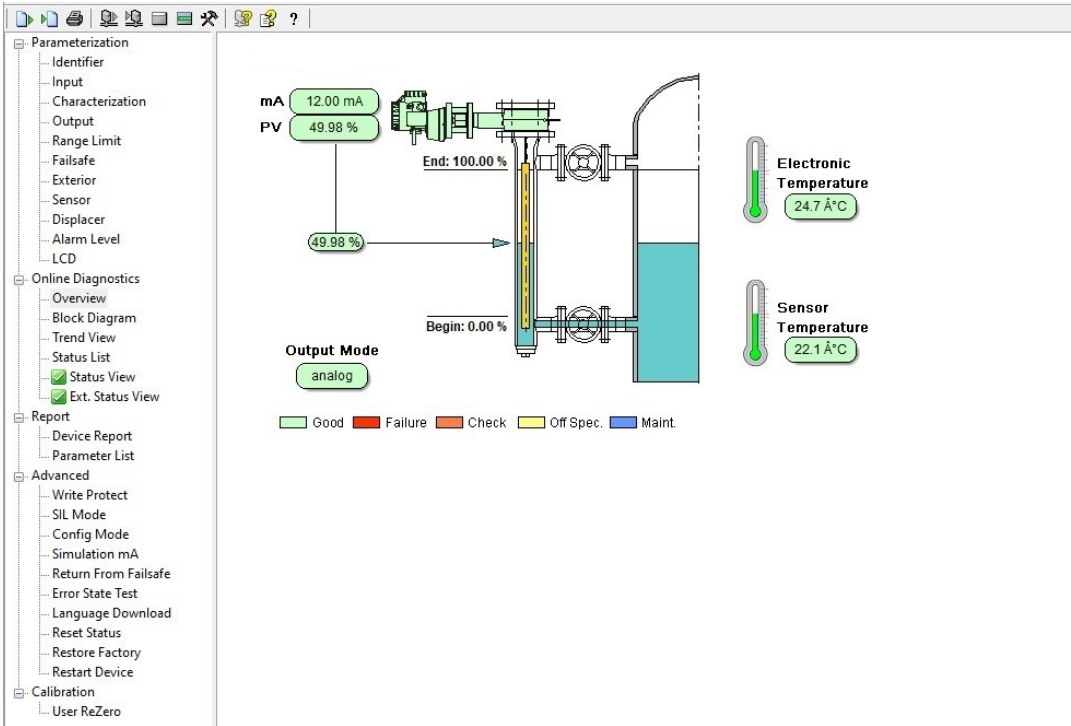 ?
Parameterization
Identifier
Input
Characterization
Output
Range Limit
Failsafe
Exterior
Sensor
Displacer
Alarm Level
LCD
Online Diagnostics
Overview
Block Diagram
Trend View
Status List
Status View
Ext. Status View
Report
Device Report
Parameter List
Advanced
Write Protect
SIL Mode
Config Mode
Simulation mA
Return From Failsafe
Error State Test
Language Download
Reset Status
Restore Factory
Restart Device
Calibration
User ReZero
mA 12.00 mA
PV 49.98 %
End: 100.00 %
49.98 %
Begin: 0.00 %
Output Mode
analog
Electronic
Temperature
24.7 Â°C
Sensor
Temperature
22.1 Â°C
Good Failure Check Off Spec. Maint.